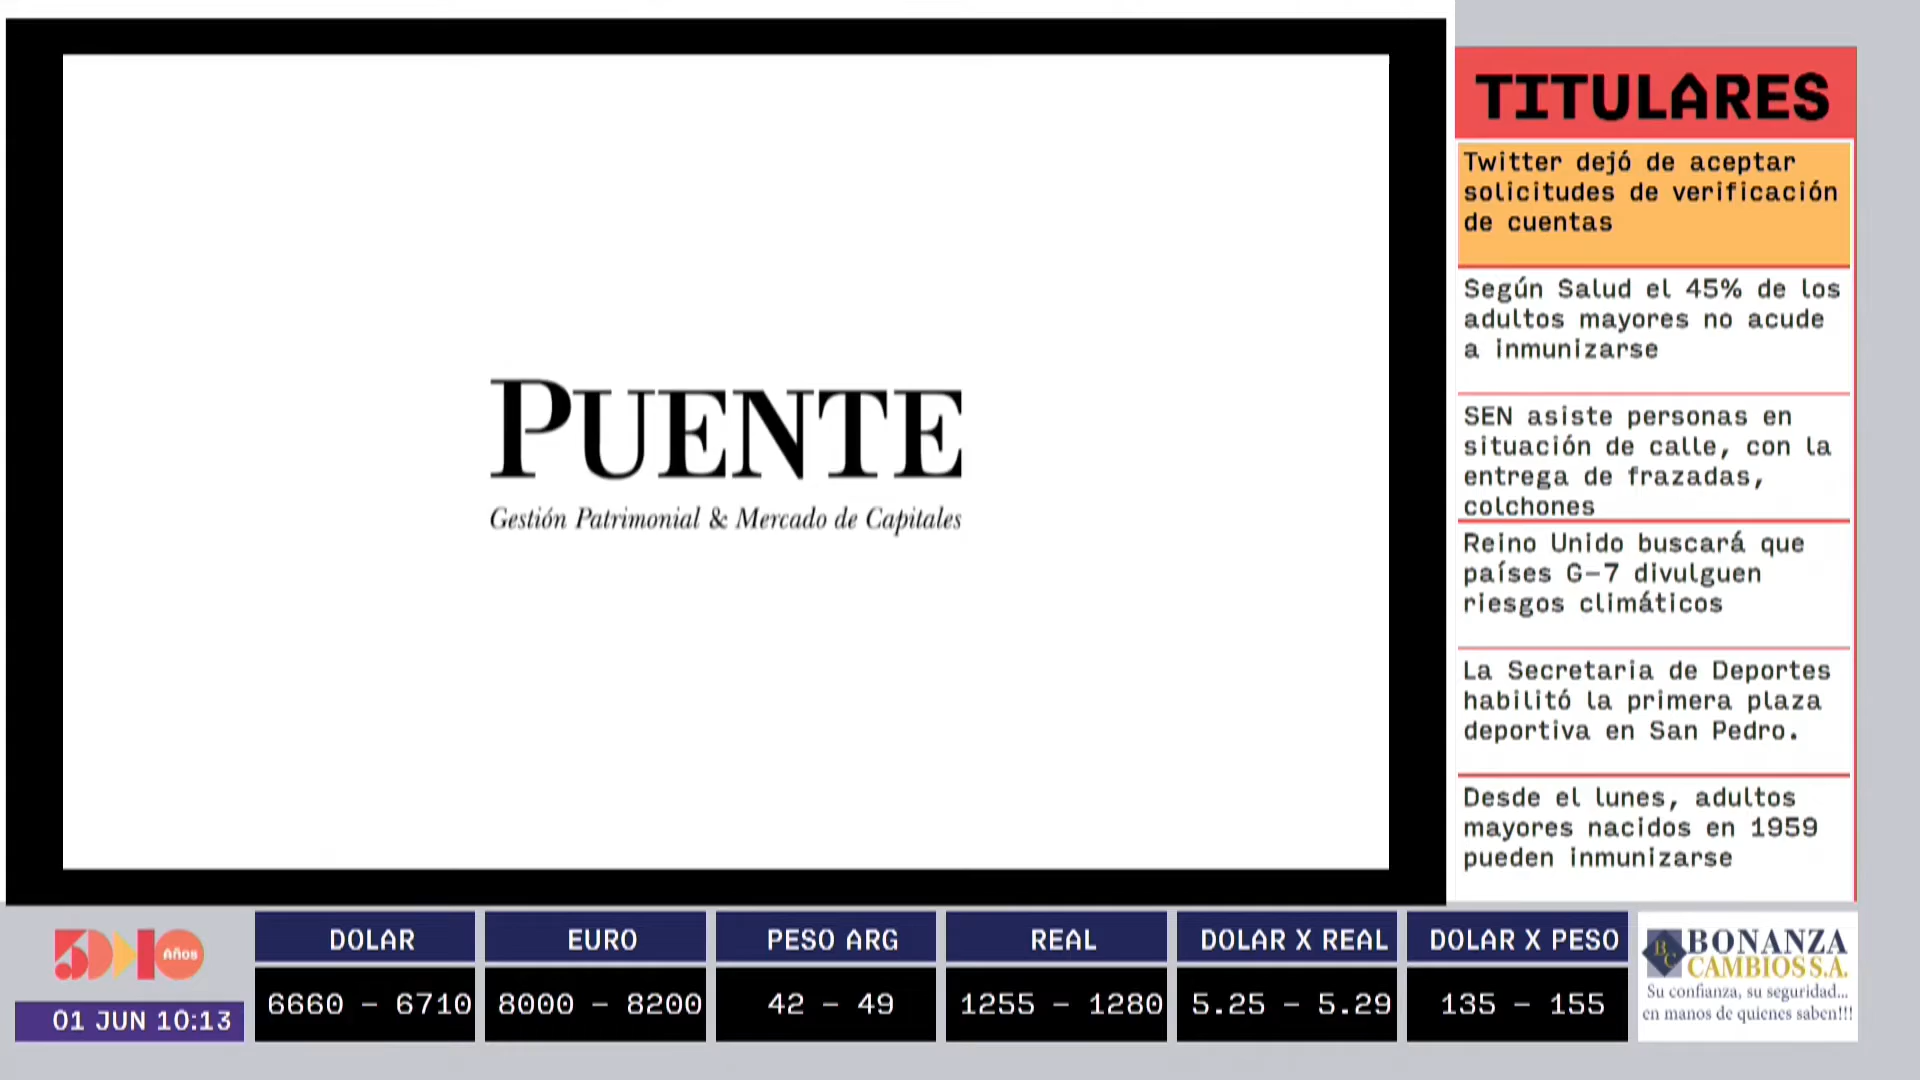 PUENTE
Gestión Patrimonial & Mercado de Capitales
TITULARES
Twitter dejó de aceptar
solicitudes de verificación
de cuentas
Según Salud el 45% de los
adultos mayores no acude
a inmunizarse
SEN asiste personas en
situación de calle, con la
entrega de frazadas,
colchones
Reino Unido buscará que
países G-7 divulguen
riesgos climáticos
La Secretaria de Deportes
habilitó la primera plaza
deportiva en San Pedro.
Desde el lunes, adultos
mayores nacidos en 1959
pueden inmunizarse
5D10 Años
01 JUN 10:13
DOLAR
6660 - 6710
EURO
8000 - 8200
PESO ARG
42 - 49
REAL
1255 - 1280
DOLAR X REAL
5.25 - 5.29
DOLAR X PESO
135 - 155
BC
BONANZA
CAMBIOS S.A.
Su confianza, su seguridad...
en manos de quienes saben!!!